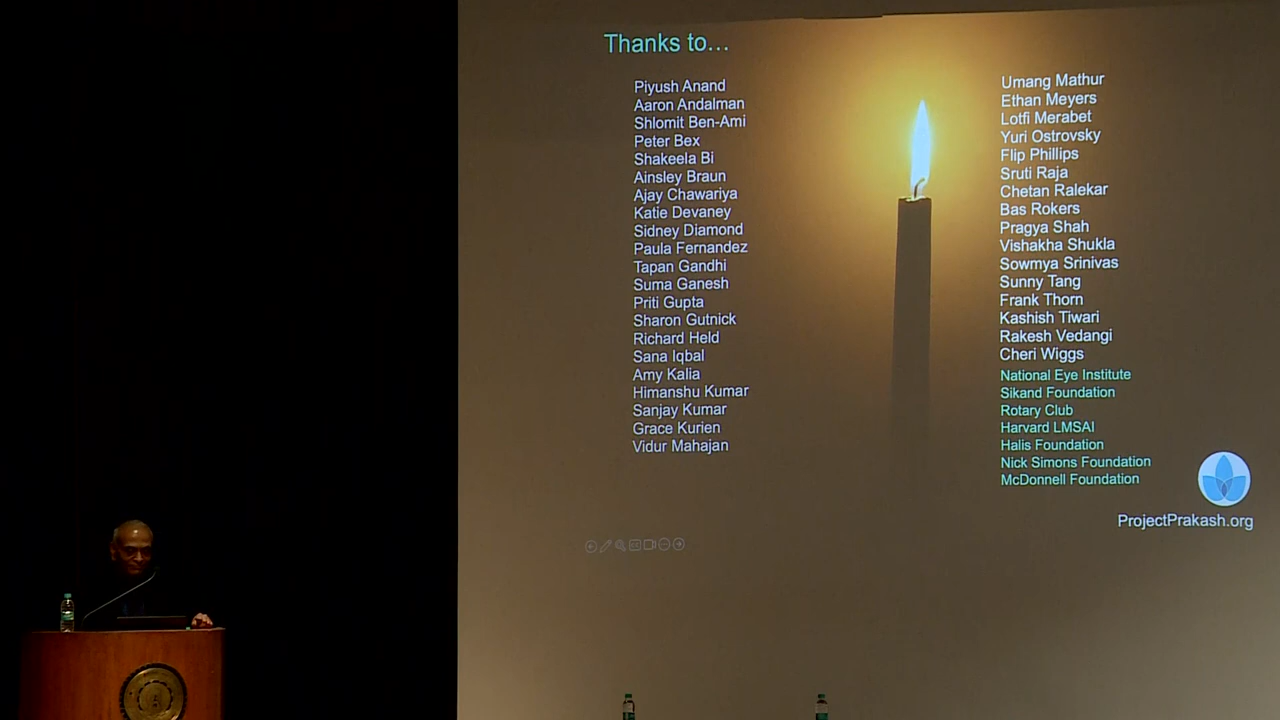 Thanks to…
Piyush Anand
Aaron Andalman
Shlomit Ben-Ami
Peter Bex
Shakeela Bi
Ainsley Braun
Ajay Chawariya
Katie Devaney
Sidney Diamond
Paula Fernandez
Tapan Gandhi
Suma Ganesh
Priti Gupta
Sharon Gutnick
Richard Held
Sana Iqbal
Amy Kalia
Himanshu Kumar
Sanjay Kumar
Grace Kurien
Vidur Mahajan
Umang Mathur
Ethan Meyers
Lotfi Merabet
Yuri Ostrovsky
Flip Phillips
Sruti Raja
Chetan Ralekar
Bas Rokers
Pragya Shah
Vishakha Shukla
Sowmya Srinivas
Sunny Tang
Frank Thorn
Kashish Tiwari
Rakesh Vedangi
Cheri Wiggs
National Eye Institute
Sikand Foundation
Rotary Club
Harvard LMSAI
Halis Foundation
Nick Simons Foundation
McDonnell Foundation
ProjectPrakash.org